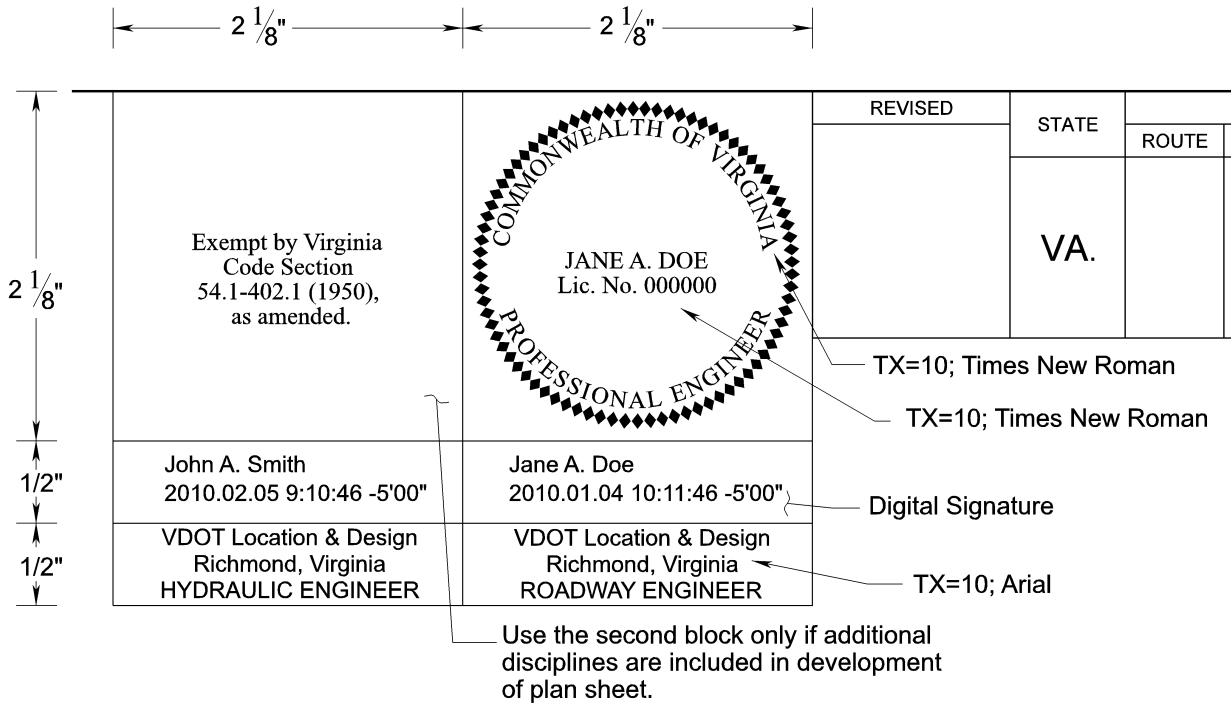 2 1/8"
2 1/8"
REVISED
STATE
ROUTE
VA.
2 1/8"
Exempt by Virginia
Code Section
54.1-402.1 (1950),
as amended.
COMMONWEALTH OF VIRGINIA
JANE A. DOE
Lic. No. 000000
PROFESSIONAL ENGINEER
TX=10; Times New Roman
TX=10; Times New Roman
1/2"
John A. Smith
2010.02.05 9:10:46 -5'00"
Jane A. Doe
2010.01.04 10:11:46 -5'00"
Digital Signature
1/2"
VDOT Location & Design
Richmond, Virginia
HYDRAULIC ENGINEER
VDOT Location & Design
Richmond, Virginia
ROADWAY ENGINEER
TX=10; Arial
Use the second block only if additional
disciplines are included in development
of plan sheet.